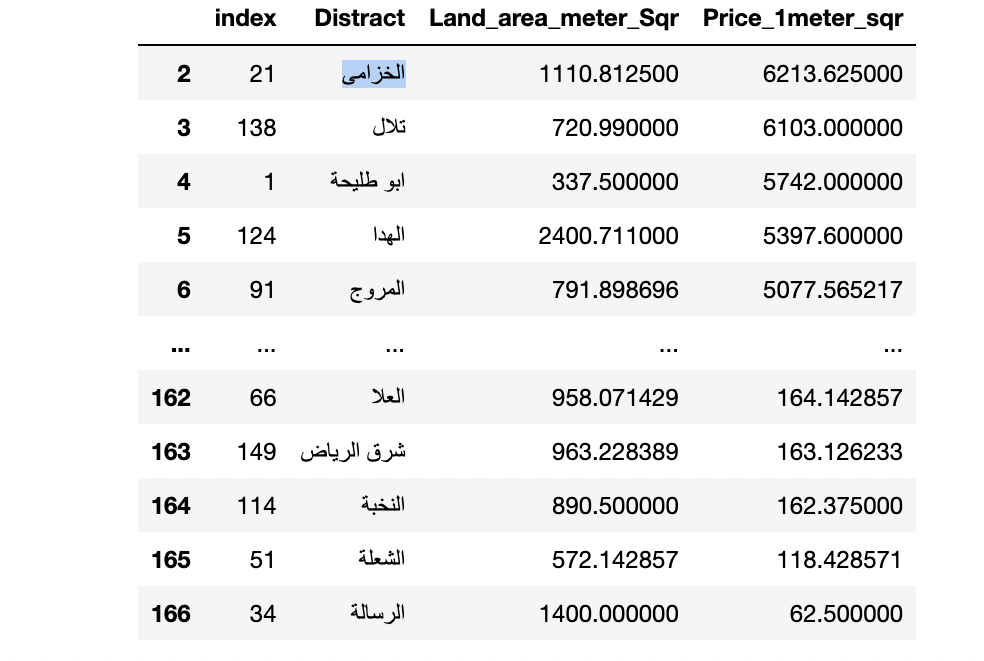 index Distract Land_area_meter_Sqr Price_1meter_sqr
2 21 الخزامى 1110.812500 6213.625000
3 138 تلال 720.990000 6103.000000
4 1 ابو طليحة 337.500000 5742.000000
5 124 الهدا 2400.711000 5397.600000
6 91 المروج 791.898696 5077.565217
... ... ... ... ...
162 66 العلا 958.071429 164.142857
163 149 شرق الرياض 963.228389 163.126233
164 114 النخبة 890.500000 162.375000
165 51 الشعلة 572.142857 118.428571
166 34 الرسالة 1400.000000 62.500000